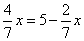 4/7 x = 5 − 2/7 x